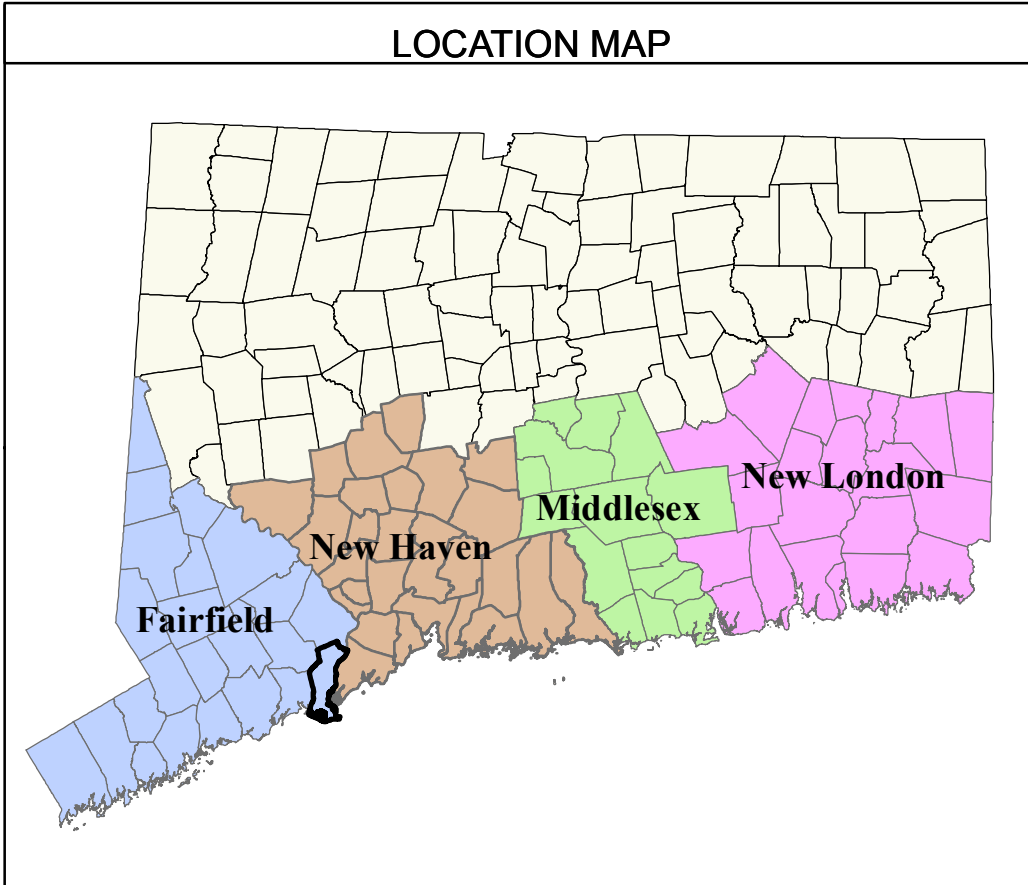 LOCATION MAP
New London
Middlesex
New Haven
Fairfield